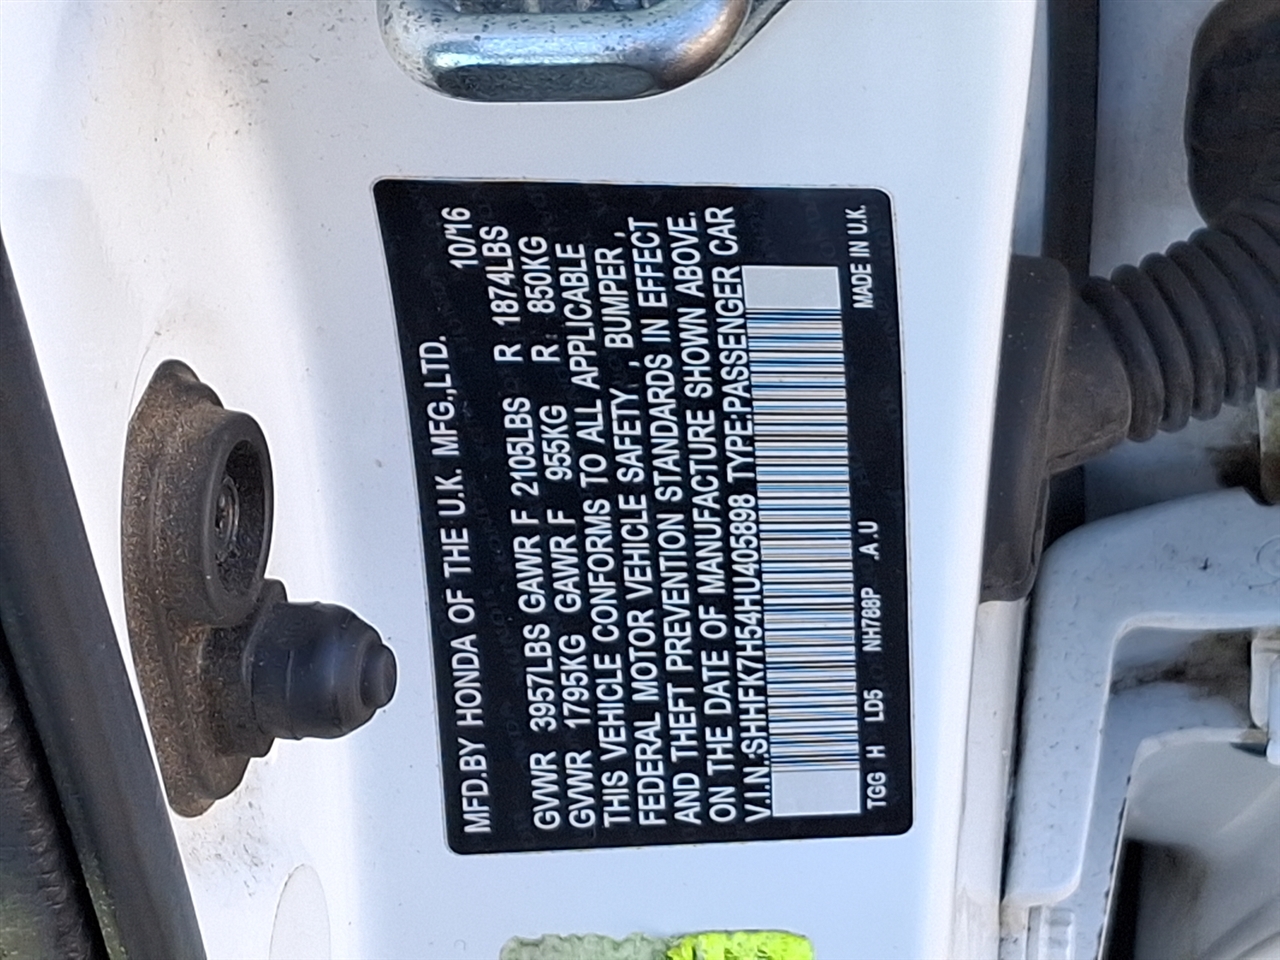 MFD.BY HONDA OF THE U.K. MFG.,LTD. 10/16
GVWR 3957LBS GAWR F 2105LBS R 1874LBS
GVWR 1795KG GAWR F 955KG R 850KG
THIS VEHICLE CONFORMS TO ALL APPLICABLE
FEDERAL MOTOR VEHICLE SAFETY, BUMPER,
AND THEFT PREVENTION STANDARDS IN EFFECT
ON THE DATE OF MANUFACTURE SHOWN ABOVE.
V.I.N.:SHHFK7H54HU405898 TYPE:PASSENGER CAR
TGG H LD5 NH788P .A.U MADE IN U.K.